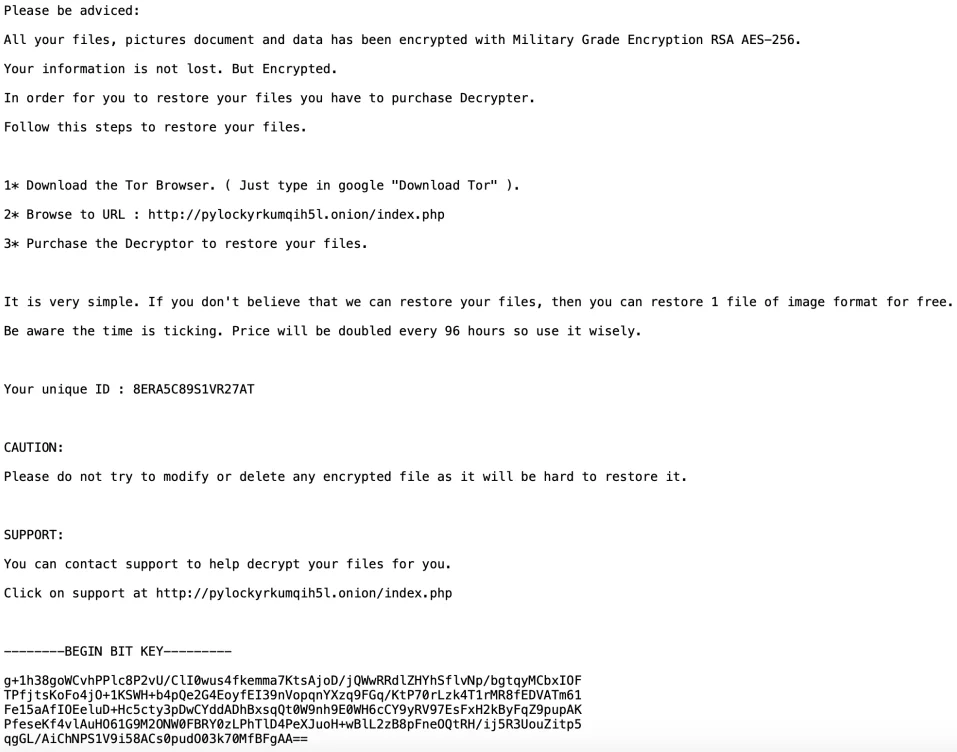 Please be adviced:
All your files, pictures document and data has been encrypted with Military Grade Encryption RSA AES-256.
Your information is not lost. But Encrypted.
In order for you to restore your files you have to purchase Decrypter.
Follow this steps to restore your files.
1* Download the Tor Browser. ( Just type in google "Download Tor" ).
2* Browse to URL : http://pylockyrkumqih5l.onion/index.php
3* Purchase the Decryptor to restore your files.
It is very simple. If you don't believe that we can restore your files, then you can restore 1 file of image format for free.
Be aware the time is ticking. Price will be doubled every 96 hours so use it wisely.
Your unique ID : 8ERA5C89S1VR27AT
CAUTION:
Please do not try to modify or delete any encrypted file as it will be hard to restore it.
SUPPORT:
You can contact support to help decrypt your files for you.
Click on support at http://pylockyrkumqih5l.onion/index.php
--------BEGIN BIT KEY---------
g+1h38goWCvhPPlc8P2vU/ClI0wus4fkemma7KtsAjoD/jQWwRRdlZHYhSflvNp/bgtqyMCbxIOF
TPfjtsKoFo4jO+1KSWH+b4pQe2G4EoyfEI39nVopqnYXzq9FGq/KtP70rLzk4T1rMR8fEDVATm61
Fe15aAfIOEeluD+Hc5cty3pDwCYddADhBxsqQt0W9nh9E0WH6cCY9yRV97EsFxH2kByFqZ9pupAK
PfeseKf4vlAuHO61G9M2ONW0FBRY0zLPhTlD4PeXJuoH+wBlL2zB8pFneOQtRH/ij5R3UouZitp5
qgGL/AiChNPS1V9i58ACs0pudO03k70MfBFgAA==